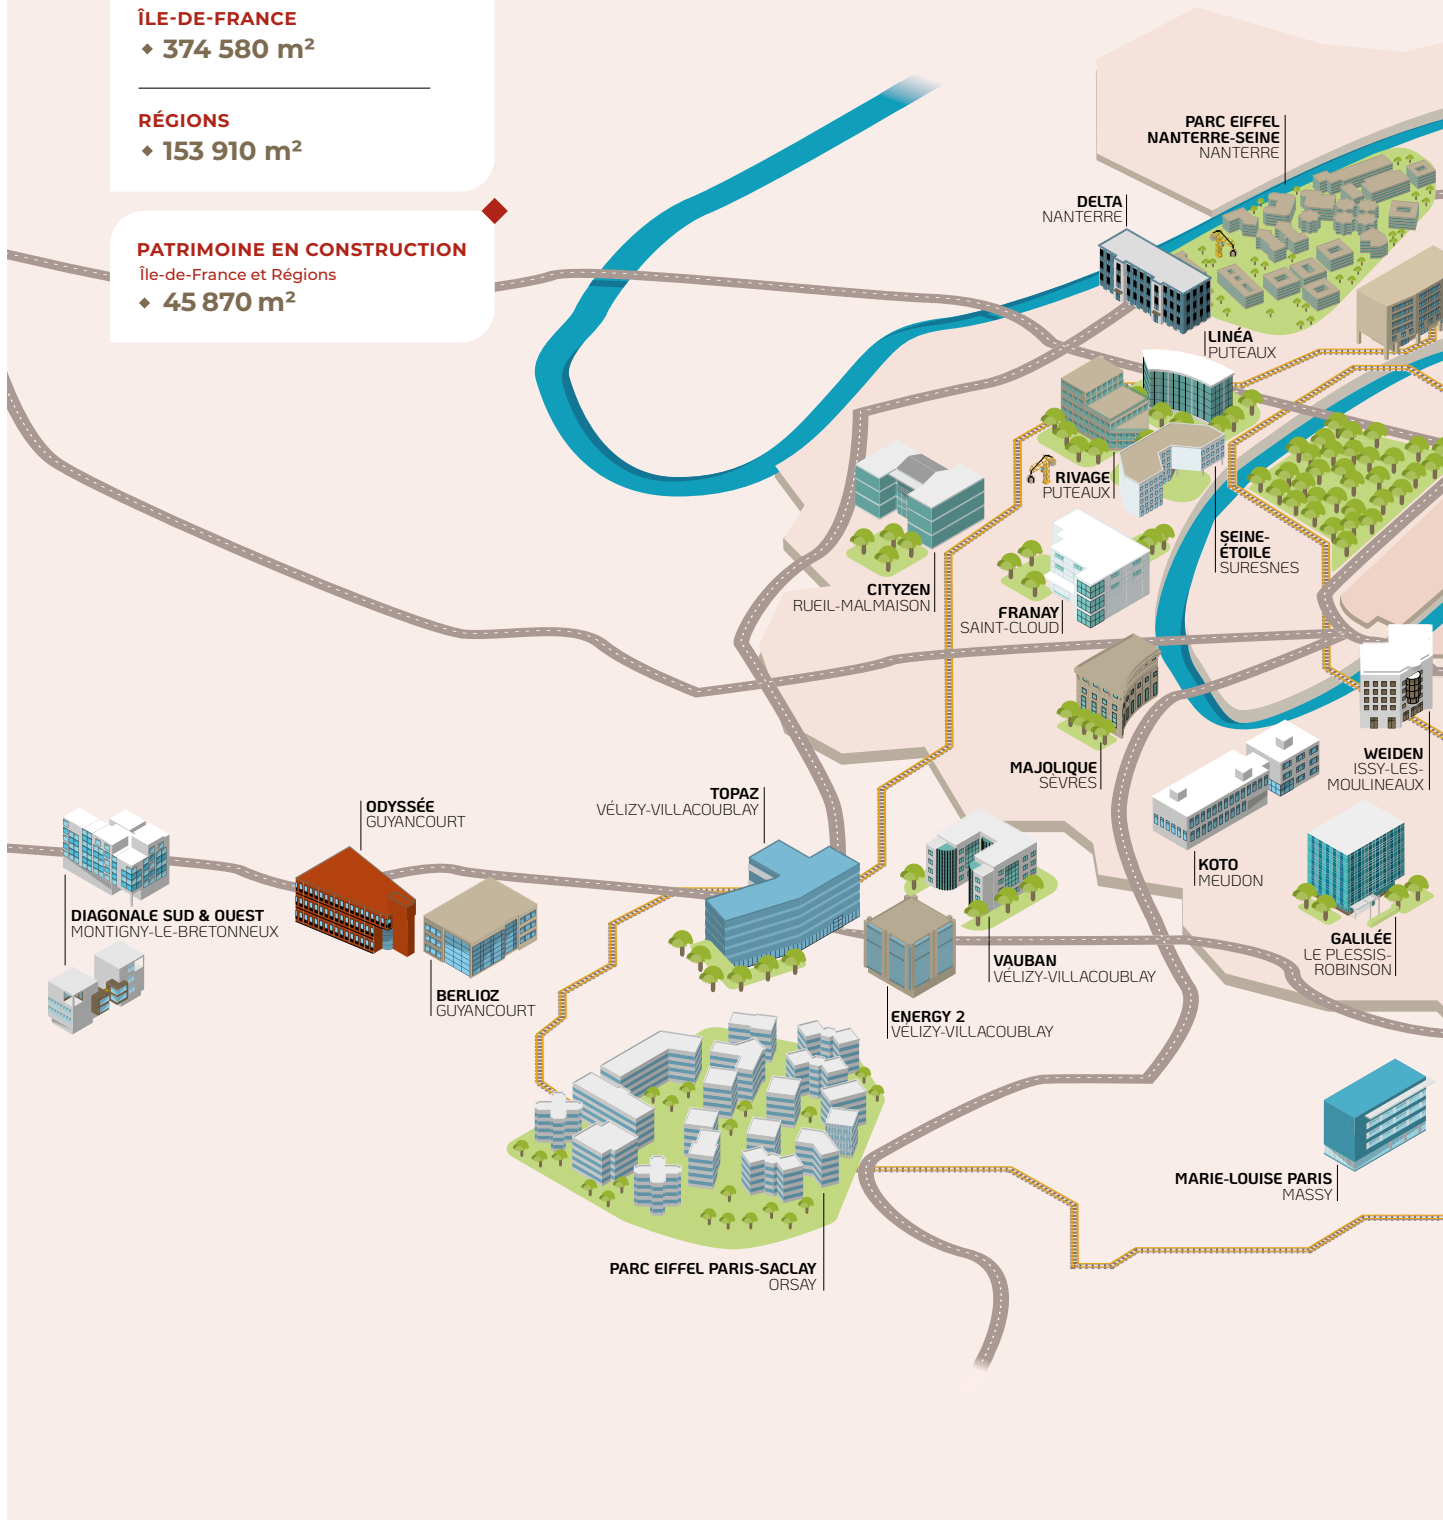 ÎLE-DE-FRANCE
374 580 m²
RÉGIONS
153 910 m²
PATRIMOINE EN CONSTRUCTION
Île-de-France et Régions
45 870 m²
PARC EIFFEL
NANTERRE-SEINE
NANTERRE
DELTA
NANTERRE
LINÉA
PUTEAUX
RIVAGE
PUTEAUX
SEINE-
ÉTOILE
SURESNES
CITYZEN
RUEIL-MALMAISON
FRANAY
SAINT-CLOUD
MAJOLIQUE
SÈVRES
WEIDEN
ISSY-LES-
MOULINEAUX
TOPAZ
VÉLIZY-VILLACOUBLAY
ODYSSÉE
GUYANCOURT
KOTO
MEUDON
DIAGONALE SUD & OUEST
MONTIGNY-LE-BRETONNEUX
GALILÉE
LE PLESSIS-
ROBINSON
VAUBAN
VÉLIZY-VILLACOUBLAY
BERLIOZ
GUYANCOURT
ENERGY 2
VÉLIZY-VILLACOUBLAY
MARIE-LOUISE PARIS
MASSY
PARC EIFFEL PARIS-SACLAY
ORSAY